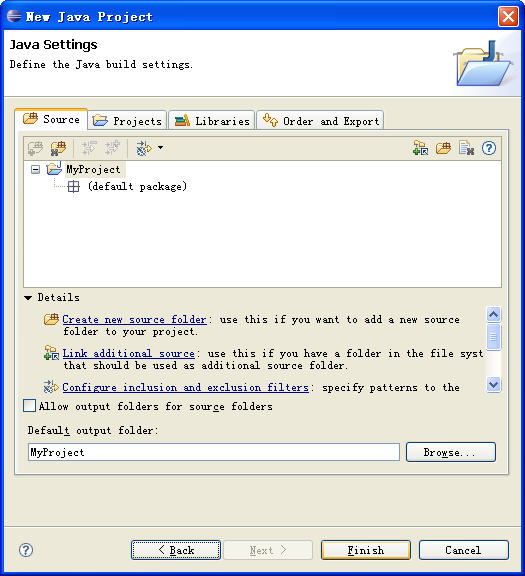 New Java Project
Java Settings
Define the Java build settings.
Source
Projects
Libraries
Order and Export
MyProject
(default package)
Details
Create new source folder: use this if you want to add a new source
folder to your project.
Link additional source: use this if you have a folder in the file syst
that should be used as additional source folder.
Configure inclusion and exclusion filters: specify patterns to the
Allow output folders for source folders
Default output folder:
MyProject
Browse...
< Back
Next >
Finish
Cancel